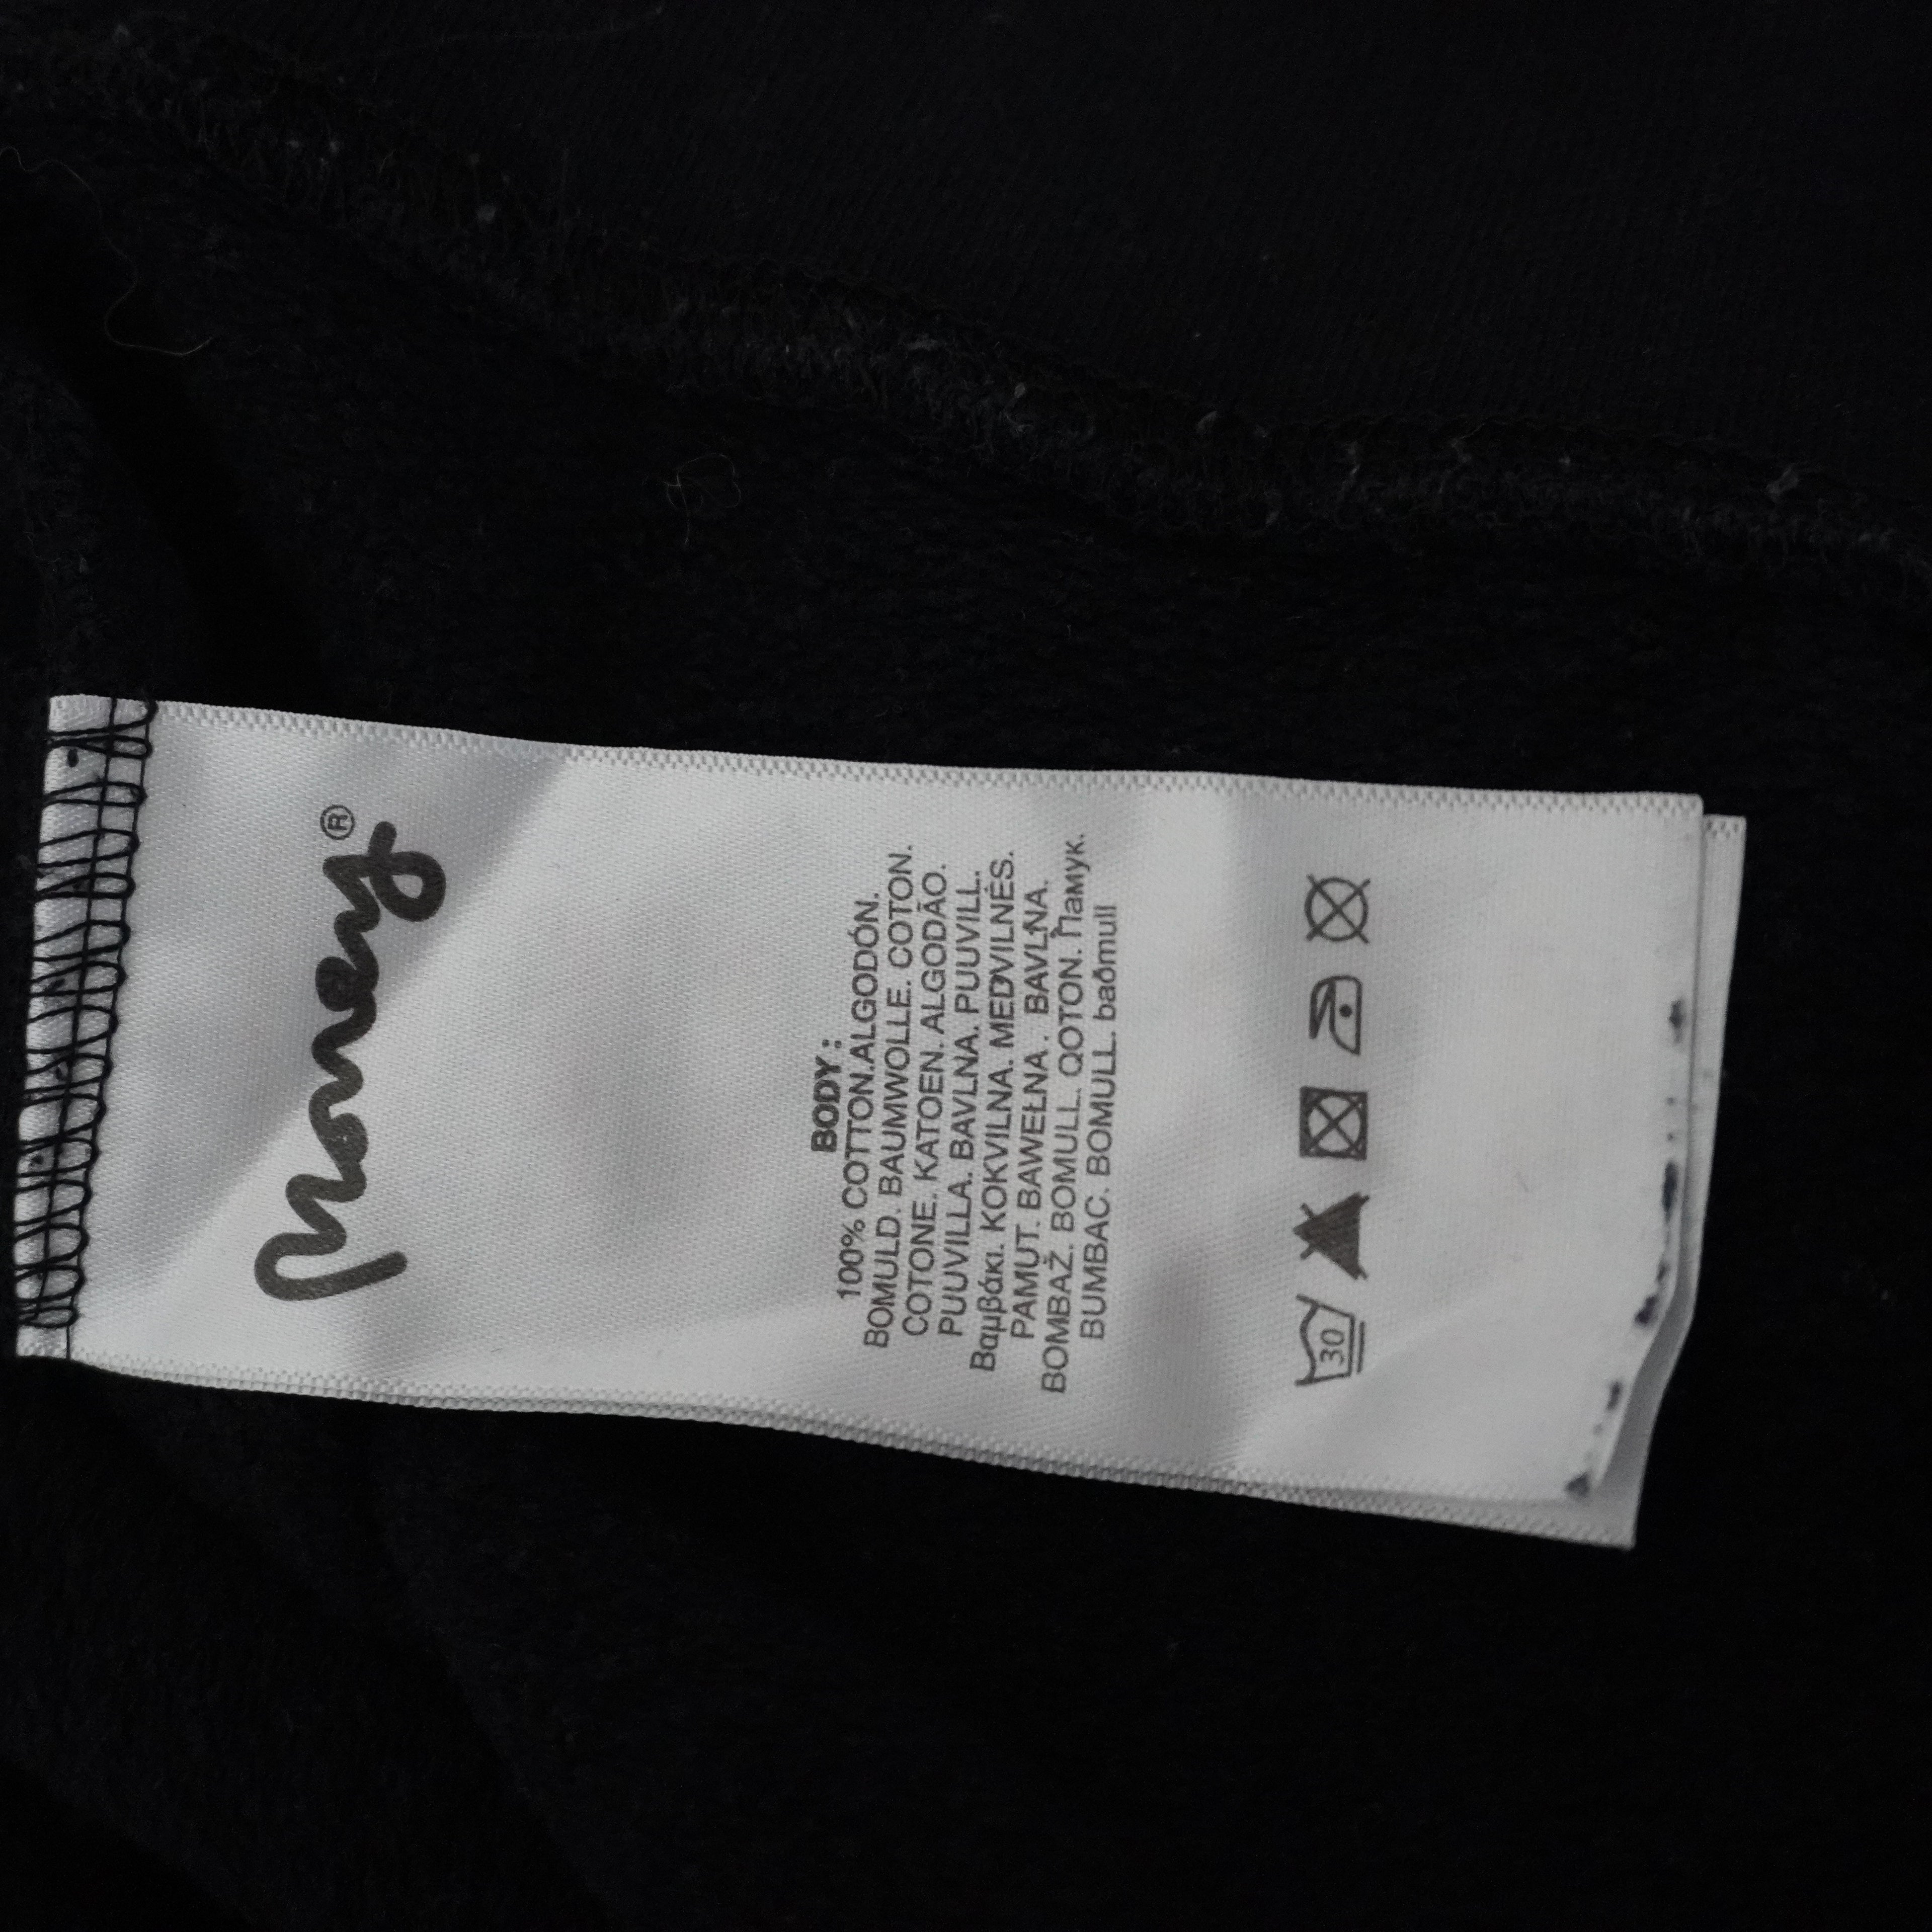 Money®
BODY :
100% COTTON.ALGODÓN.
BOMULD. BAUMWOLLE. COTON.
COTONE. KATOEN. ALGODÃO.
PUUVILLA. BAVLNA. PUUVILL.
Βαμβάκι. KOKVILNA. MEDVILNĖS.
PAMUT. BAWEŁNA . BAVLNA.
BOMBAŽ. BOMULL. QOTON. Памук.
BUMBAC. BOMULL. baðmull
30